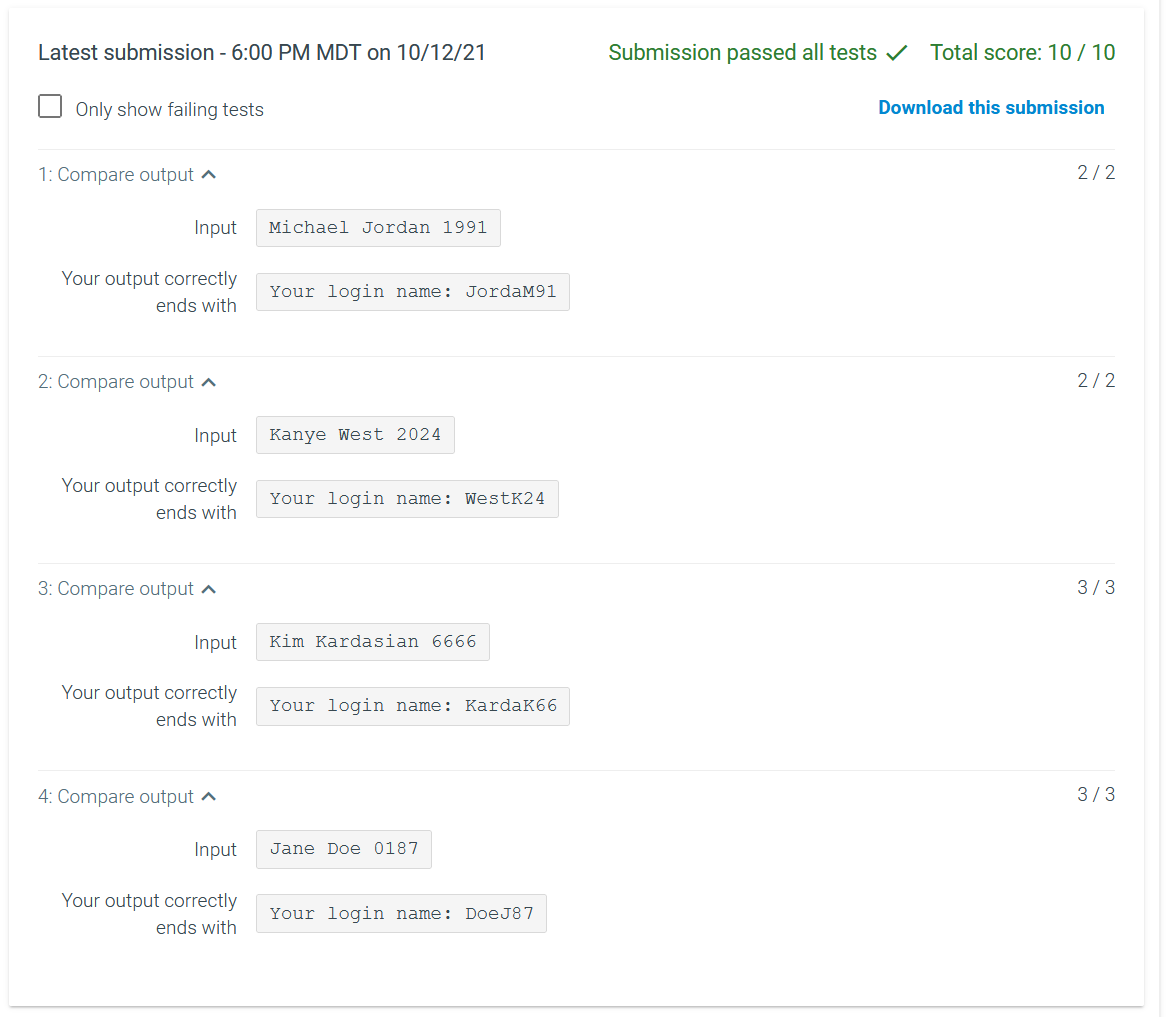 Latest submission - 6:00 PM MDT on 10/12/21 Submission passed all tests ✓ Total score: 10 / 10
Only show failing tests Download this submission
1: Compare output 2 / 2
Input Michael Jordan 1991
Your output correctly
ends with
Your login name: JordaM91
2: Compare output 2 / 2
Input Kanye West 2024
Your output correctly
ends with
Your login name: WestK24
3: Compare output 3 / 3
Input Kim Kardasian 6666
Your output correctly
ends with
Your login name: KardaK66
4: Compare output 3 / 3
Input Jane Doe 0187
Your output correctly
ends with
Your login name: DoeJ87